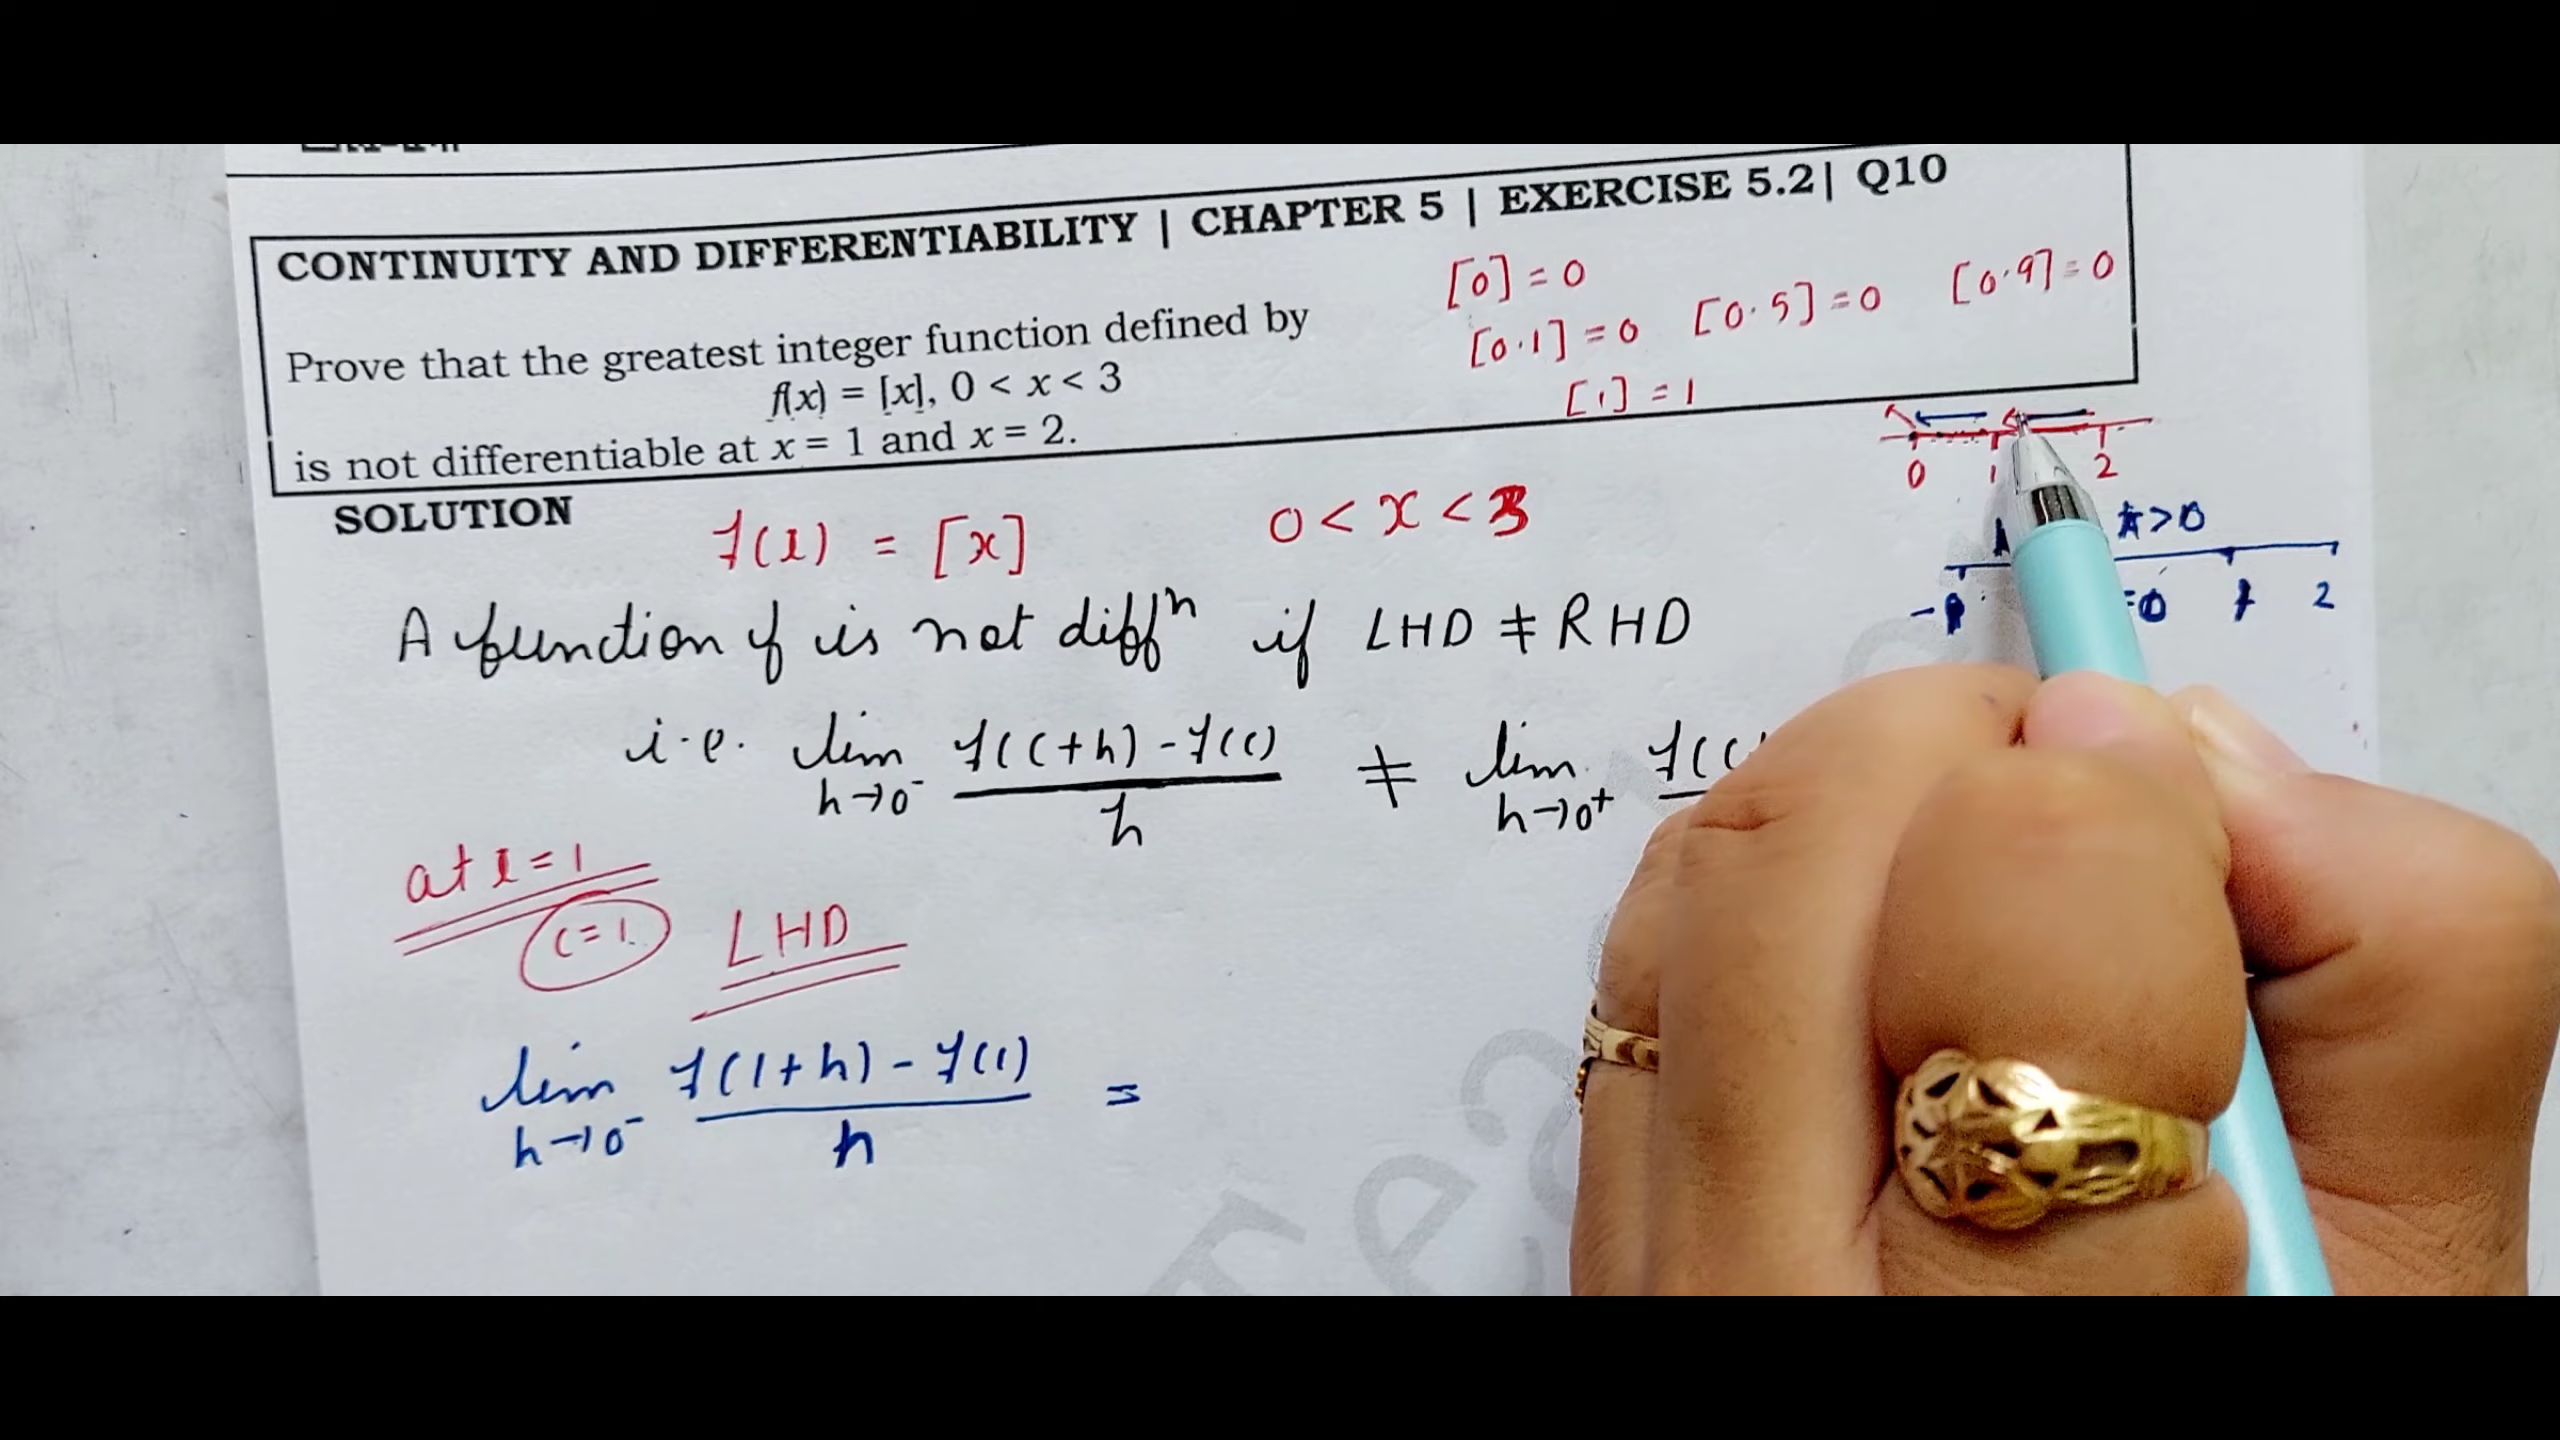 CONTINUITY AND DIFFERENTIABILITY | CHAPTER 5 | EXERCISE 5.2| Q10
Prove that the greatest integer function defined by
f(x) = [x], 0 < x < 3
is not differentiable at x = 1 and x = 2.
[0] = 0
[0.1] = 0 [0.5] = 0 [0.9] = 0
[1] = 1
0 1 2
SOLUTION
f(x) = [x] 0 < x < 3
>0
2
A function f is not diffⁿ if LHD ≠ RHD
i.e. lim h→0⁻ f(c+h) - f(c) / h ≠ lim h→0⁺ f(c
at x = 1
c = 1 LHD
lim h→0⁻ f(1+h) - f(1) / h =